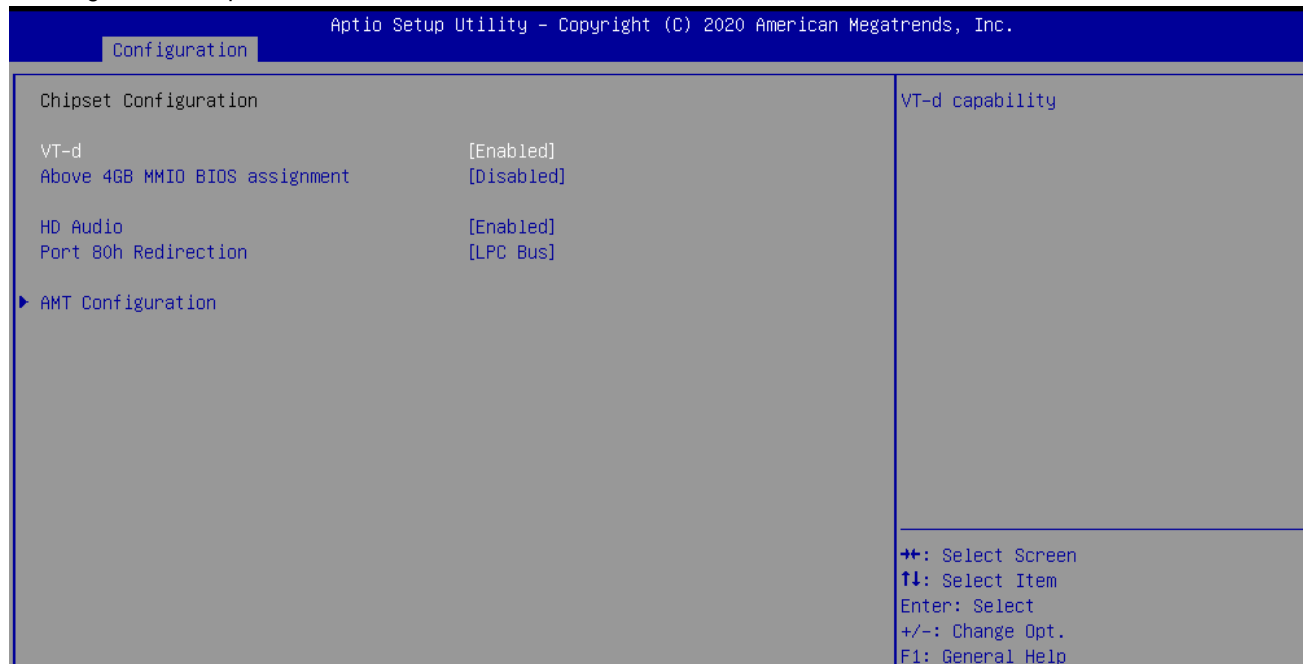 Aptio Setup Utility – Copyright (C) 2020 American Megatrends, Inc.
Configuration
Chipset Configuration
VT-d [Enabled]
Above 4GB MMIO BIOS assignment [Disabled]
HD Audio [Enabled]
Port 80h Redirection [LPC Bus]
AMT Configuration
VT-d capability
→←: Select Screen
↑↓: Select Item
Enter: Select
+/-: Change Opt.
F1: General Help